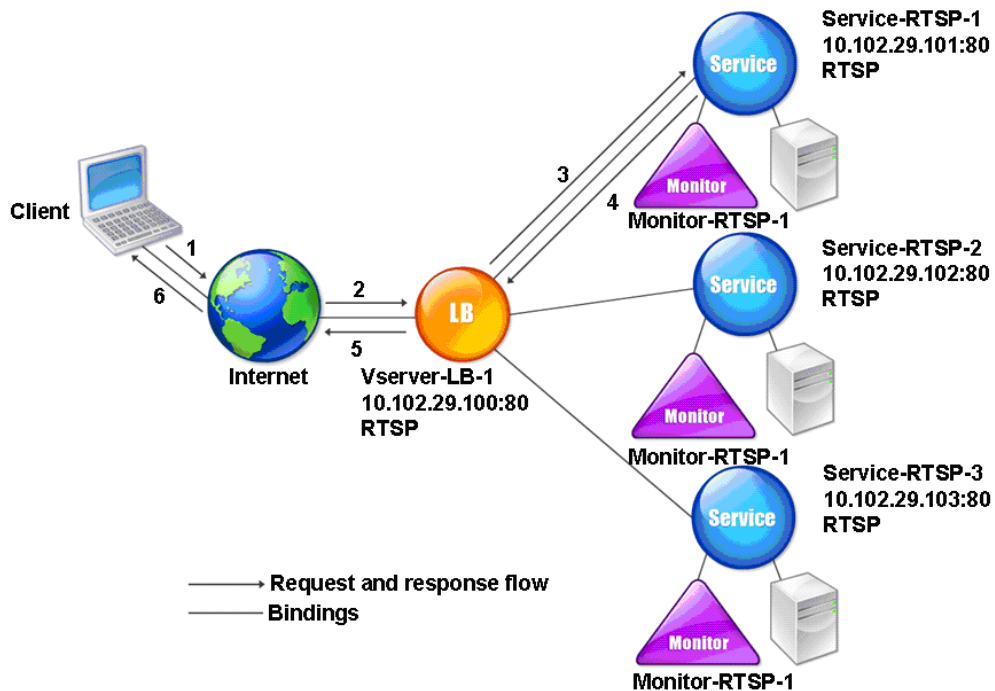 Service-RTSP-1
10.102.29.101:80
RTSP
Service
Monitor
Monitor-RTSP-1
3
4
Client
1
6
Internet
2
5
LB
Vserver-LB-1
10.102.29.100:80
RTSP
Service-RTSP-2
10.102.29.102:80
RTSP
Service
Monitor
Monitor-RTSP-1
Service-RTSP-3
10.102.29.103:80
RTSP
Service
Monitor
Monitor-RTSP-1
Request and response flow
Bindings